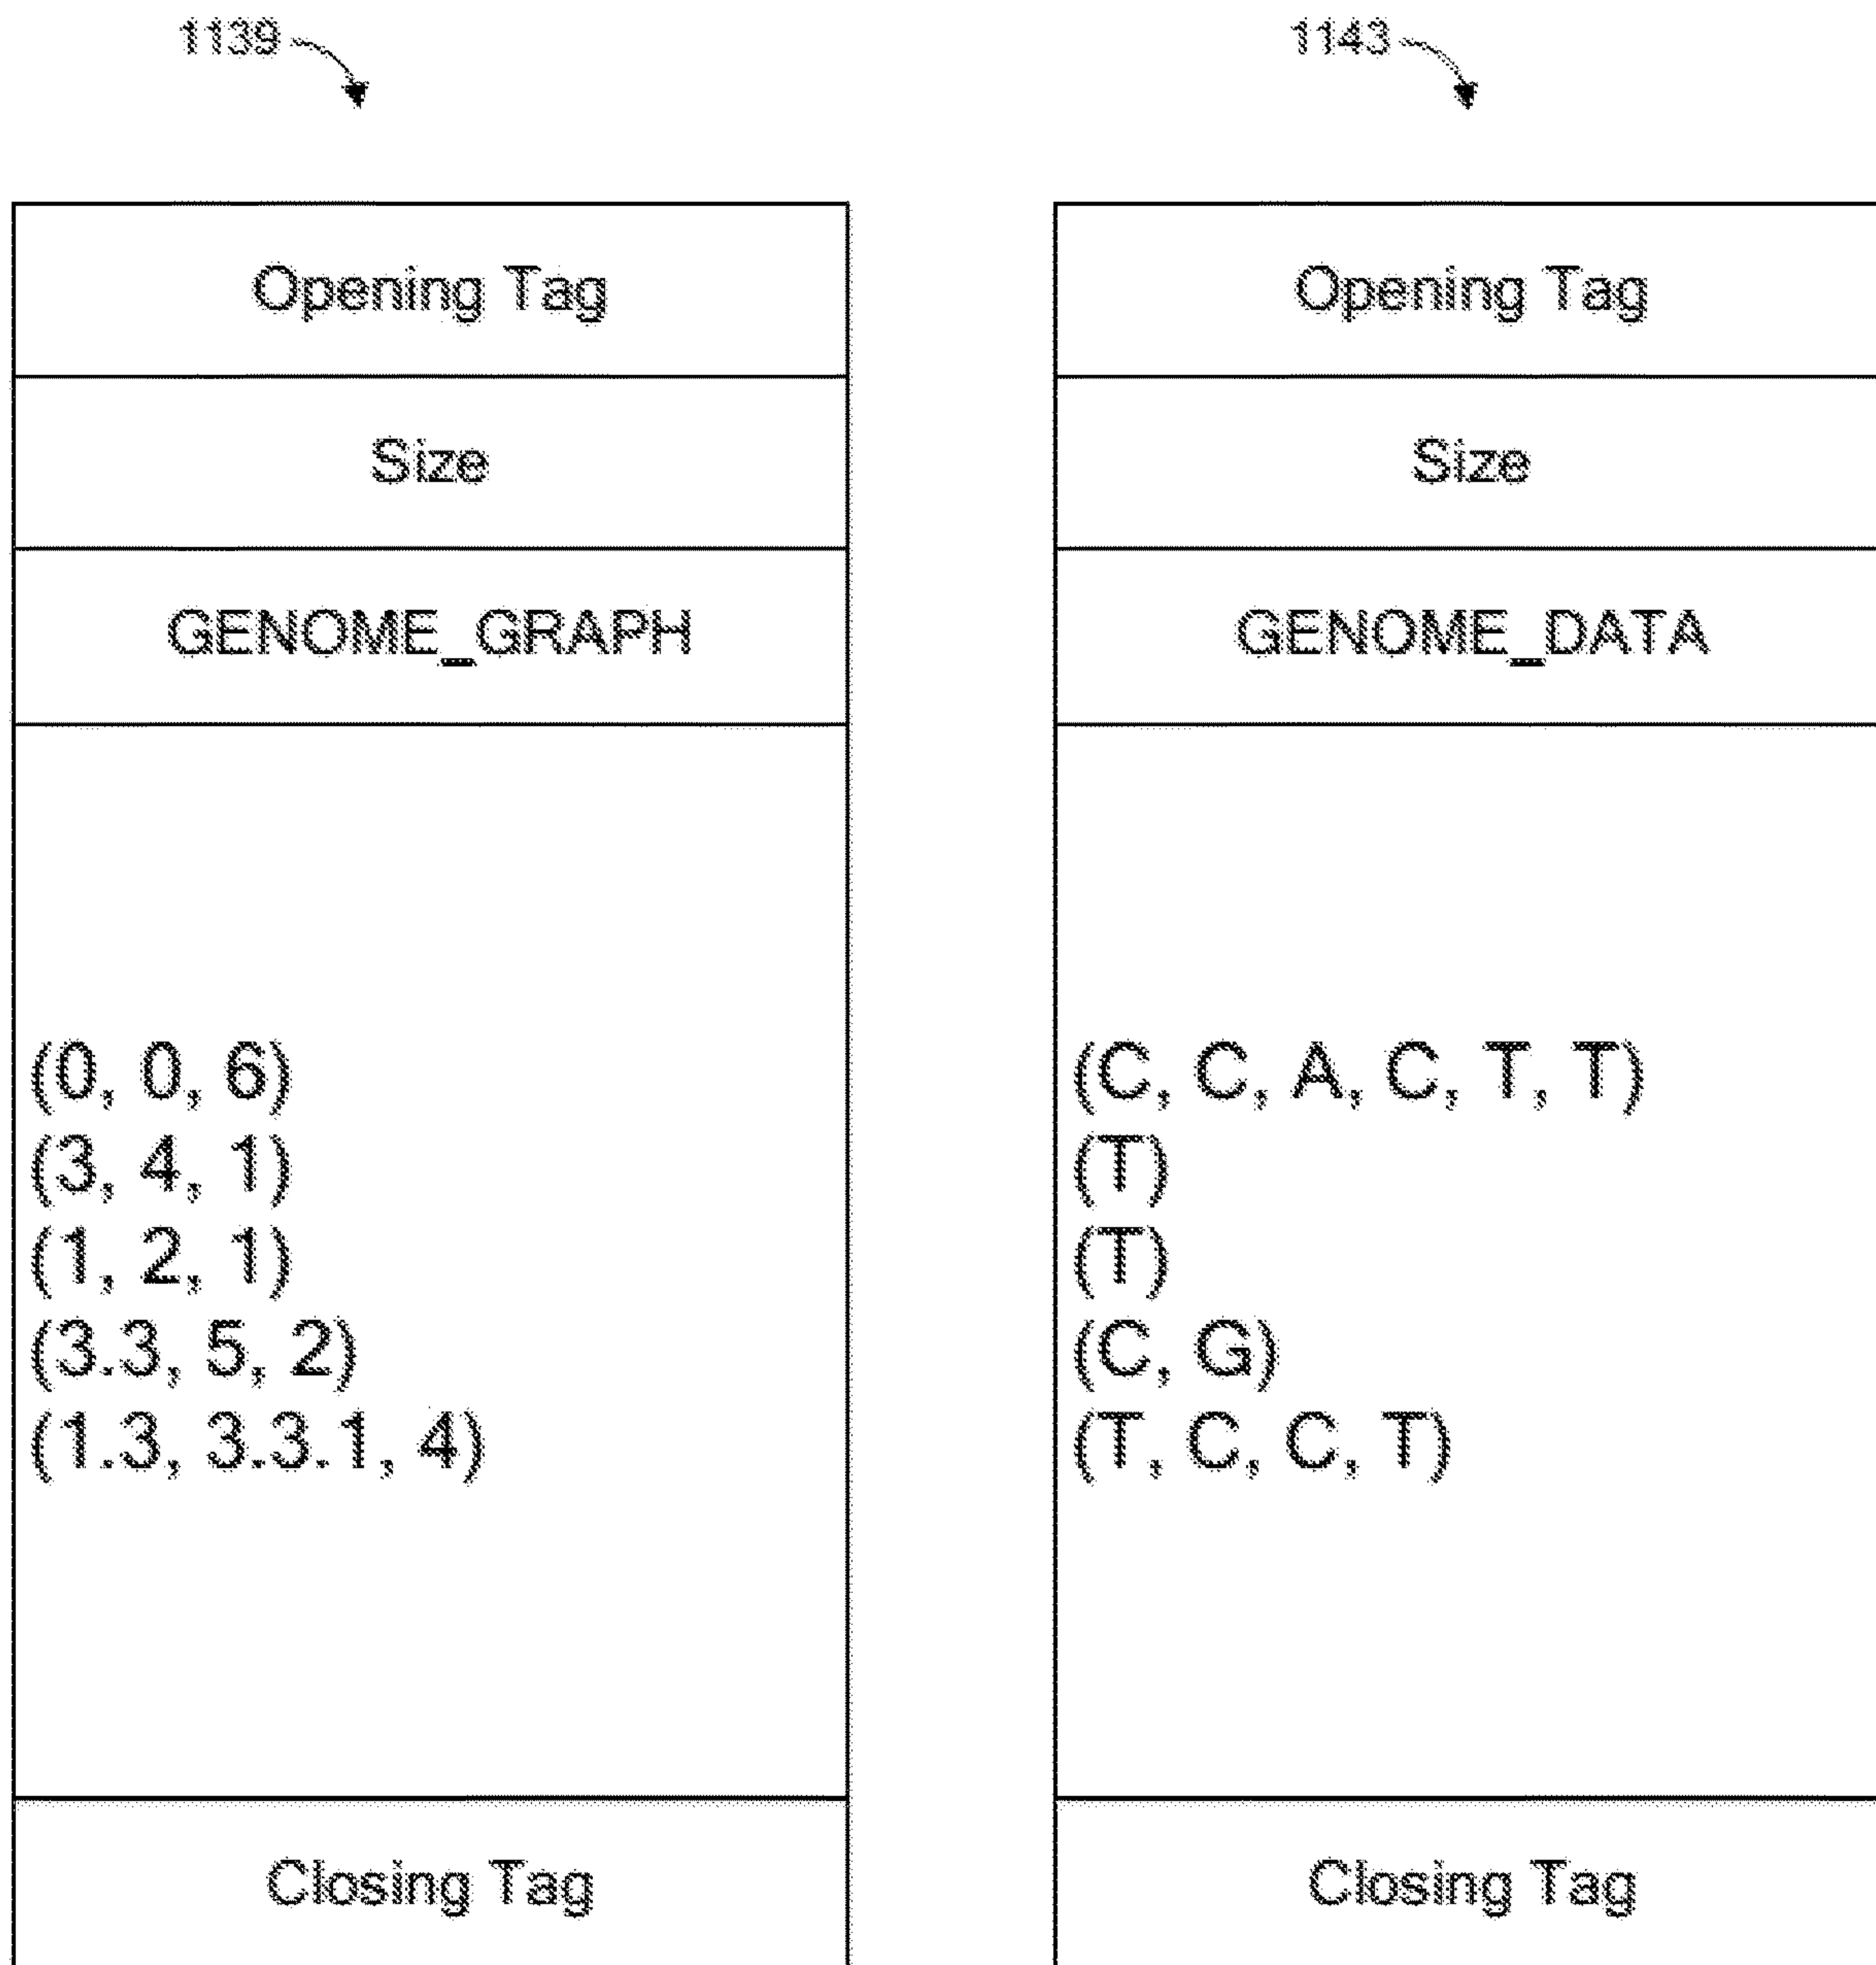 1139
Opening Tag
Size
GENOME_GRAPH
(0, 0, 6)
(3, 4, 1)
(1, 2, 1)
(3.3, 5, 2)
(1.3, 3.3.1, 4)
Closing Tag
1143
Opening Tag
Size
GENOME_DATA
(C, C, A, C, T, T)
(T)
(T)
(C, G)
(T, C, C, T)
Closing Tag